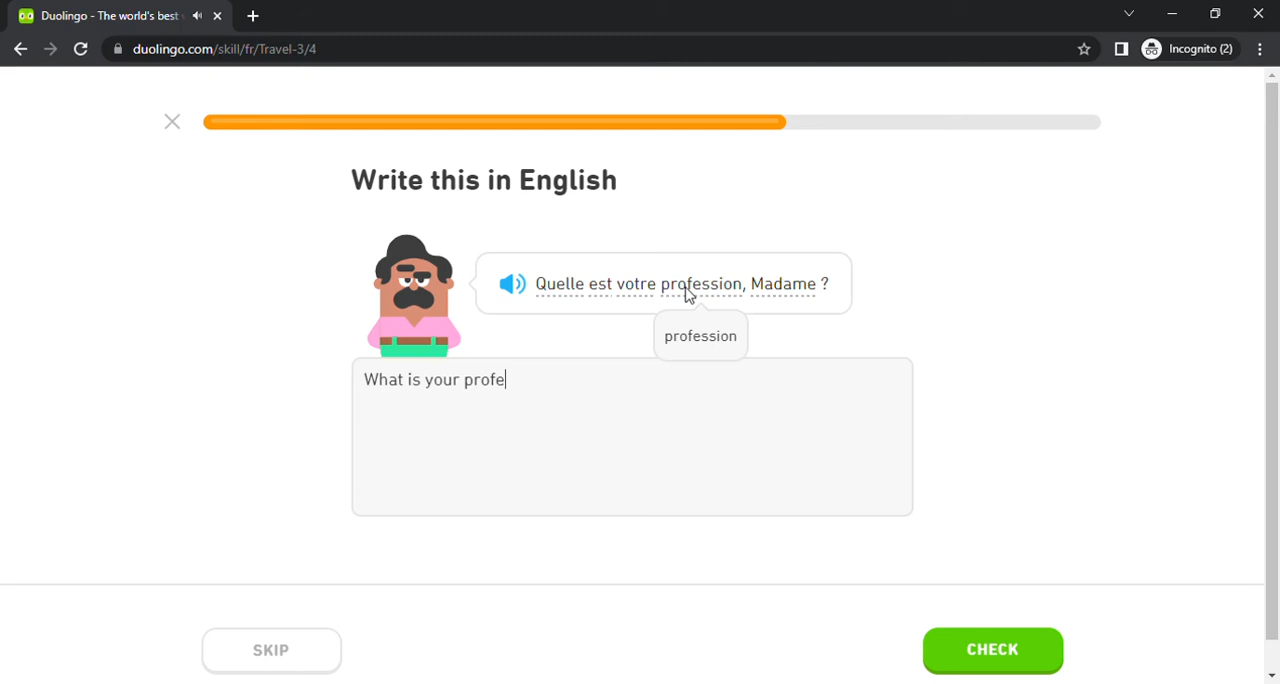 Duolingo - The world's best
duolingo.com/skill/fr/Travel-3/4
Incognito (2)
Write this in English
Quelle est votre profession, Madame ?
profession
What is your profe
SKIP
CHECK